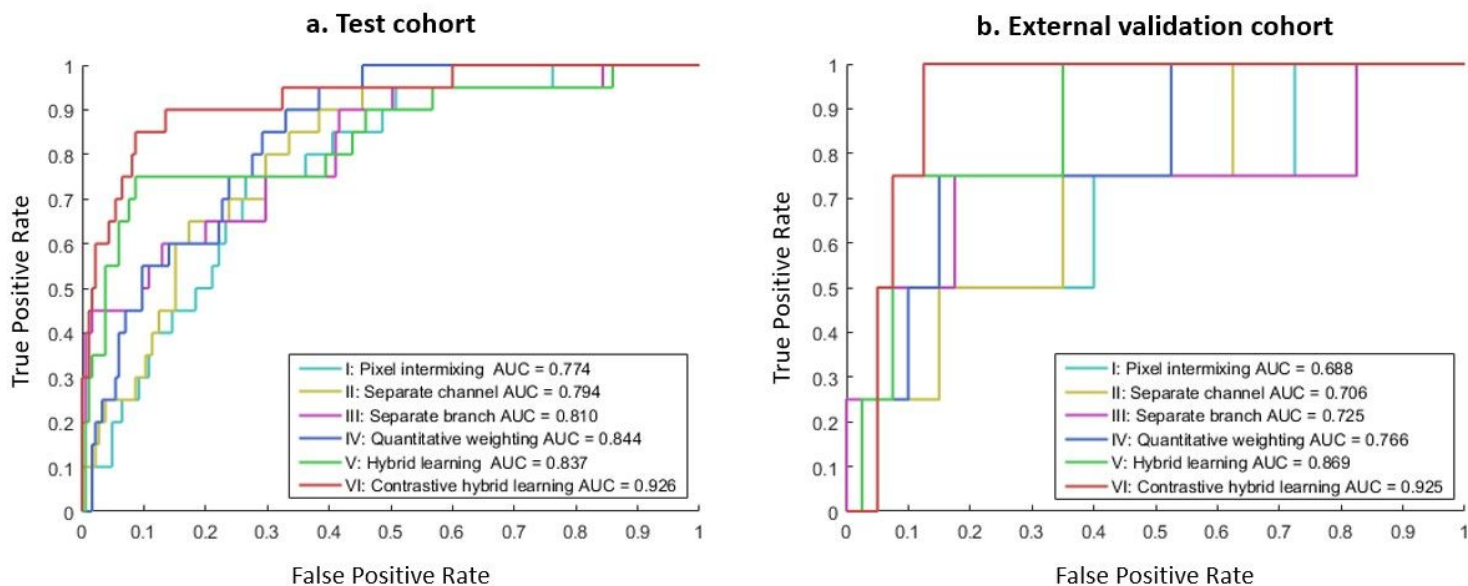 a. Test cohort
1
0.9
0.8
0.7
0.6
0.5
0.4
0.3
0.2
0.1
0
True Positive Rate
I: Pixel intermixing AUC = 0.774
II: Separate channel AUC = 0.794
III: Separate branch AUC = 0.810
IV: Quantitative weighting AUC = 0.844
V: Hybrid learning AUC = 0.837
VI: Contrastive hybrid learning AUC = 0.926
0 0.1 0.2 0.3 0.4 0.5 0.6 0.7 0.8 0.9 1
False Positive Rate
b. External validation cohort
1
0.9
0.8
0.7
0.6
0.5
0.4
0.3
0.2
0.1
0
True Positive Rate
I: Pixel intermixing AUC = 0.688
II: Separate channel AUC = 0.706
III: Separate branch AUC = 0.725
IV: Quantitative weighting AUC = 0.766
V: Hybrid learning AUC = 0.869
VI: Contrastive hybrid learning AUC = 0.925
0 0.1 0.2 0.3 0.4 0.5 0.6 0.7 0.8 0.9 1
False Positive Rate